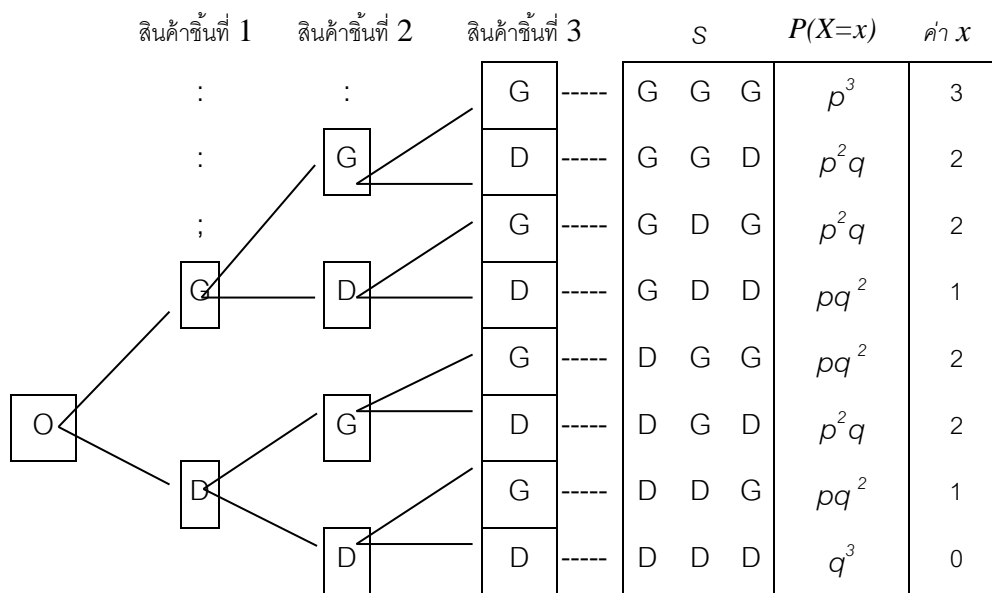 สินค้าชิ้นที่ 1 สินค้าชิ้นที่ 2 สินค้าชิ้นที่ 3 S P(X=x) ค่า x
: : G ----- G G G p³ 3
: G D ----- G G D p²q 2
; G ----- G D G p²q 2
G D D ----- G D D pq² 1
G ----- D G G pq² 2
O G D ----- D G D p²q 2
D G ----- D D G pq² 1
D D ----- D D D q³ 0